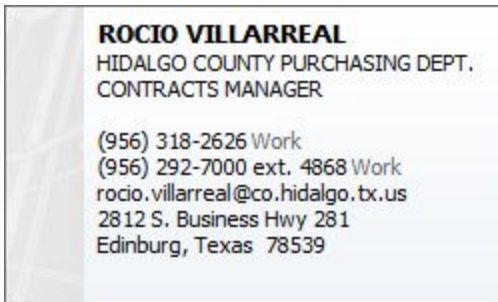 ROCIO VILLARREAL
HIDALGO COUNTY PURCHASING DEPT.
CONTRACTS MANAGER
(956) 318-2626 Work
(956) 292-7000 ext. 4868 Work
rocio.villarreal@co.hidalgo.tx.us
2812 S. Business Hwy 281
Edinburg, Texas  78539